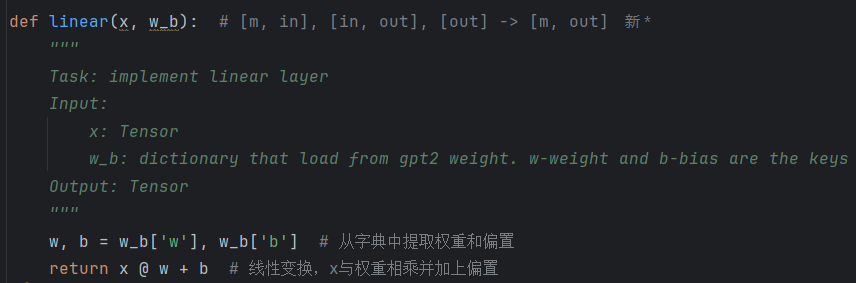 def linear(x, w_b):  # [m, in], [in, out], [out] -> [m, out]  新*
    """
    Task: implement linear layer
    Input:
        x: Tensor
        w_b: dictionary that load from gpt2 weight. w-weight and b-bias are the keys
    Output: Tensor
    """
    w, b = w_b['w'], w_b['b']  # 从字典中提取权重和偏置
    return x @ w + b  # 线性变换，x与权重相乘并加上偏置